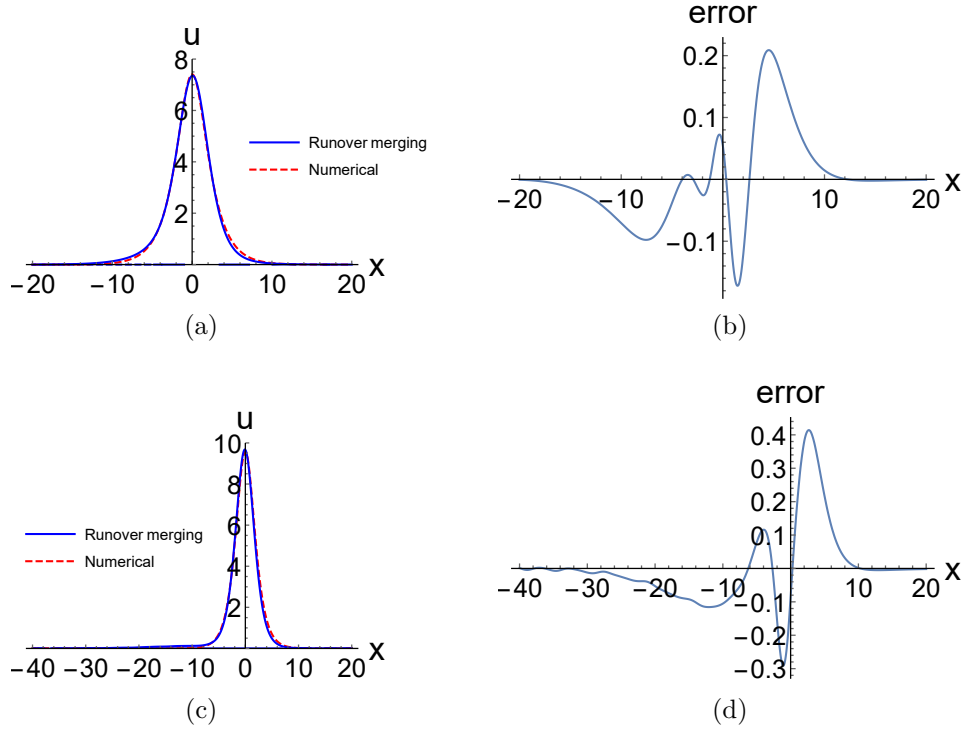 u
8
6
4
2
Runover merging
Numerical
−20 −10 0 10 20 x
(a)
error
0.2
0.1
−0.1
−20 −10 10 20 x
(b)
u
10
8
6
4
2
Runover merging
Numerical
−40 −30 −20 −10 0 10 20 x
(c)
error
0.4
0.3
0.2
0.1
−0.1
−0.2
−0.3
−40 −30 −20 −10 10 20 x
(d)